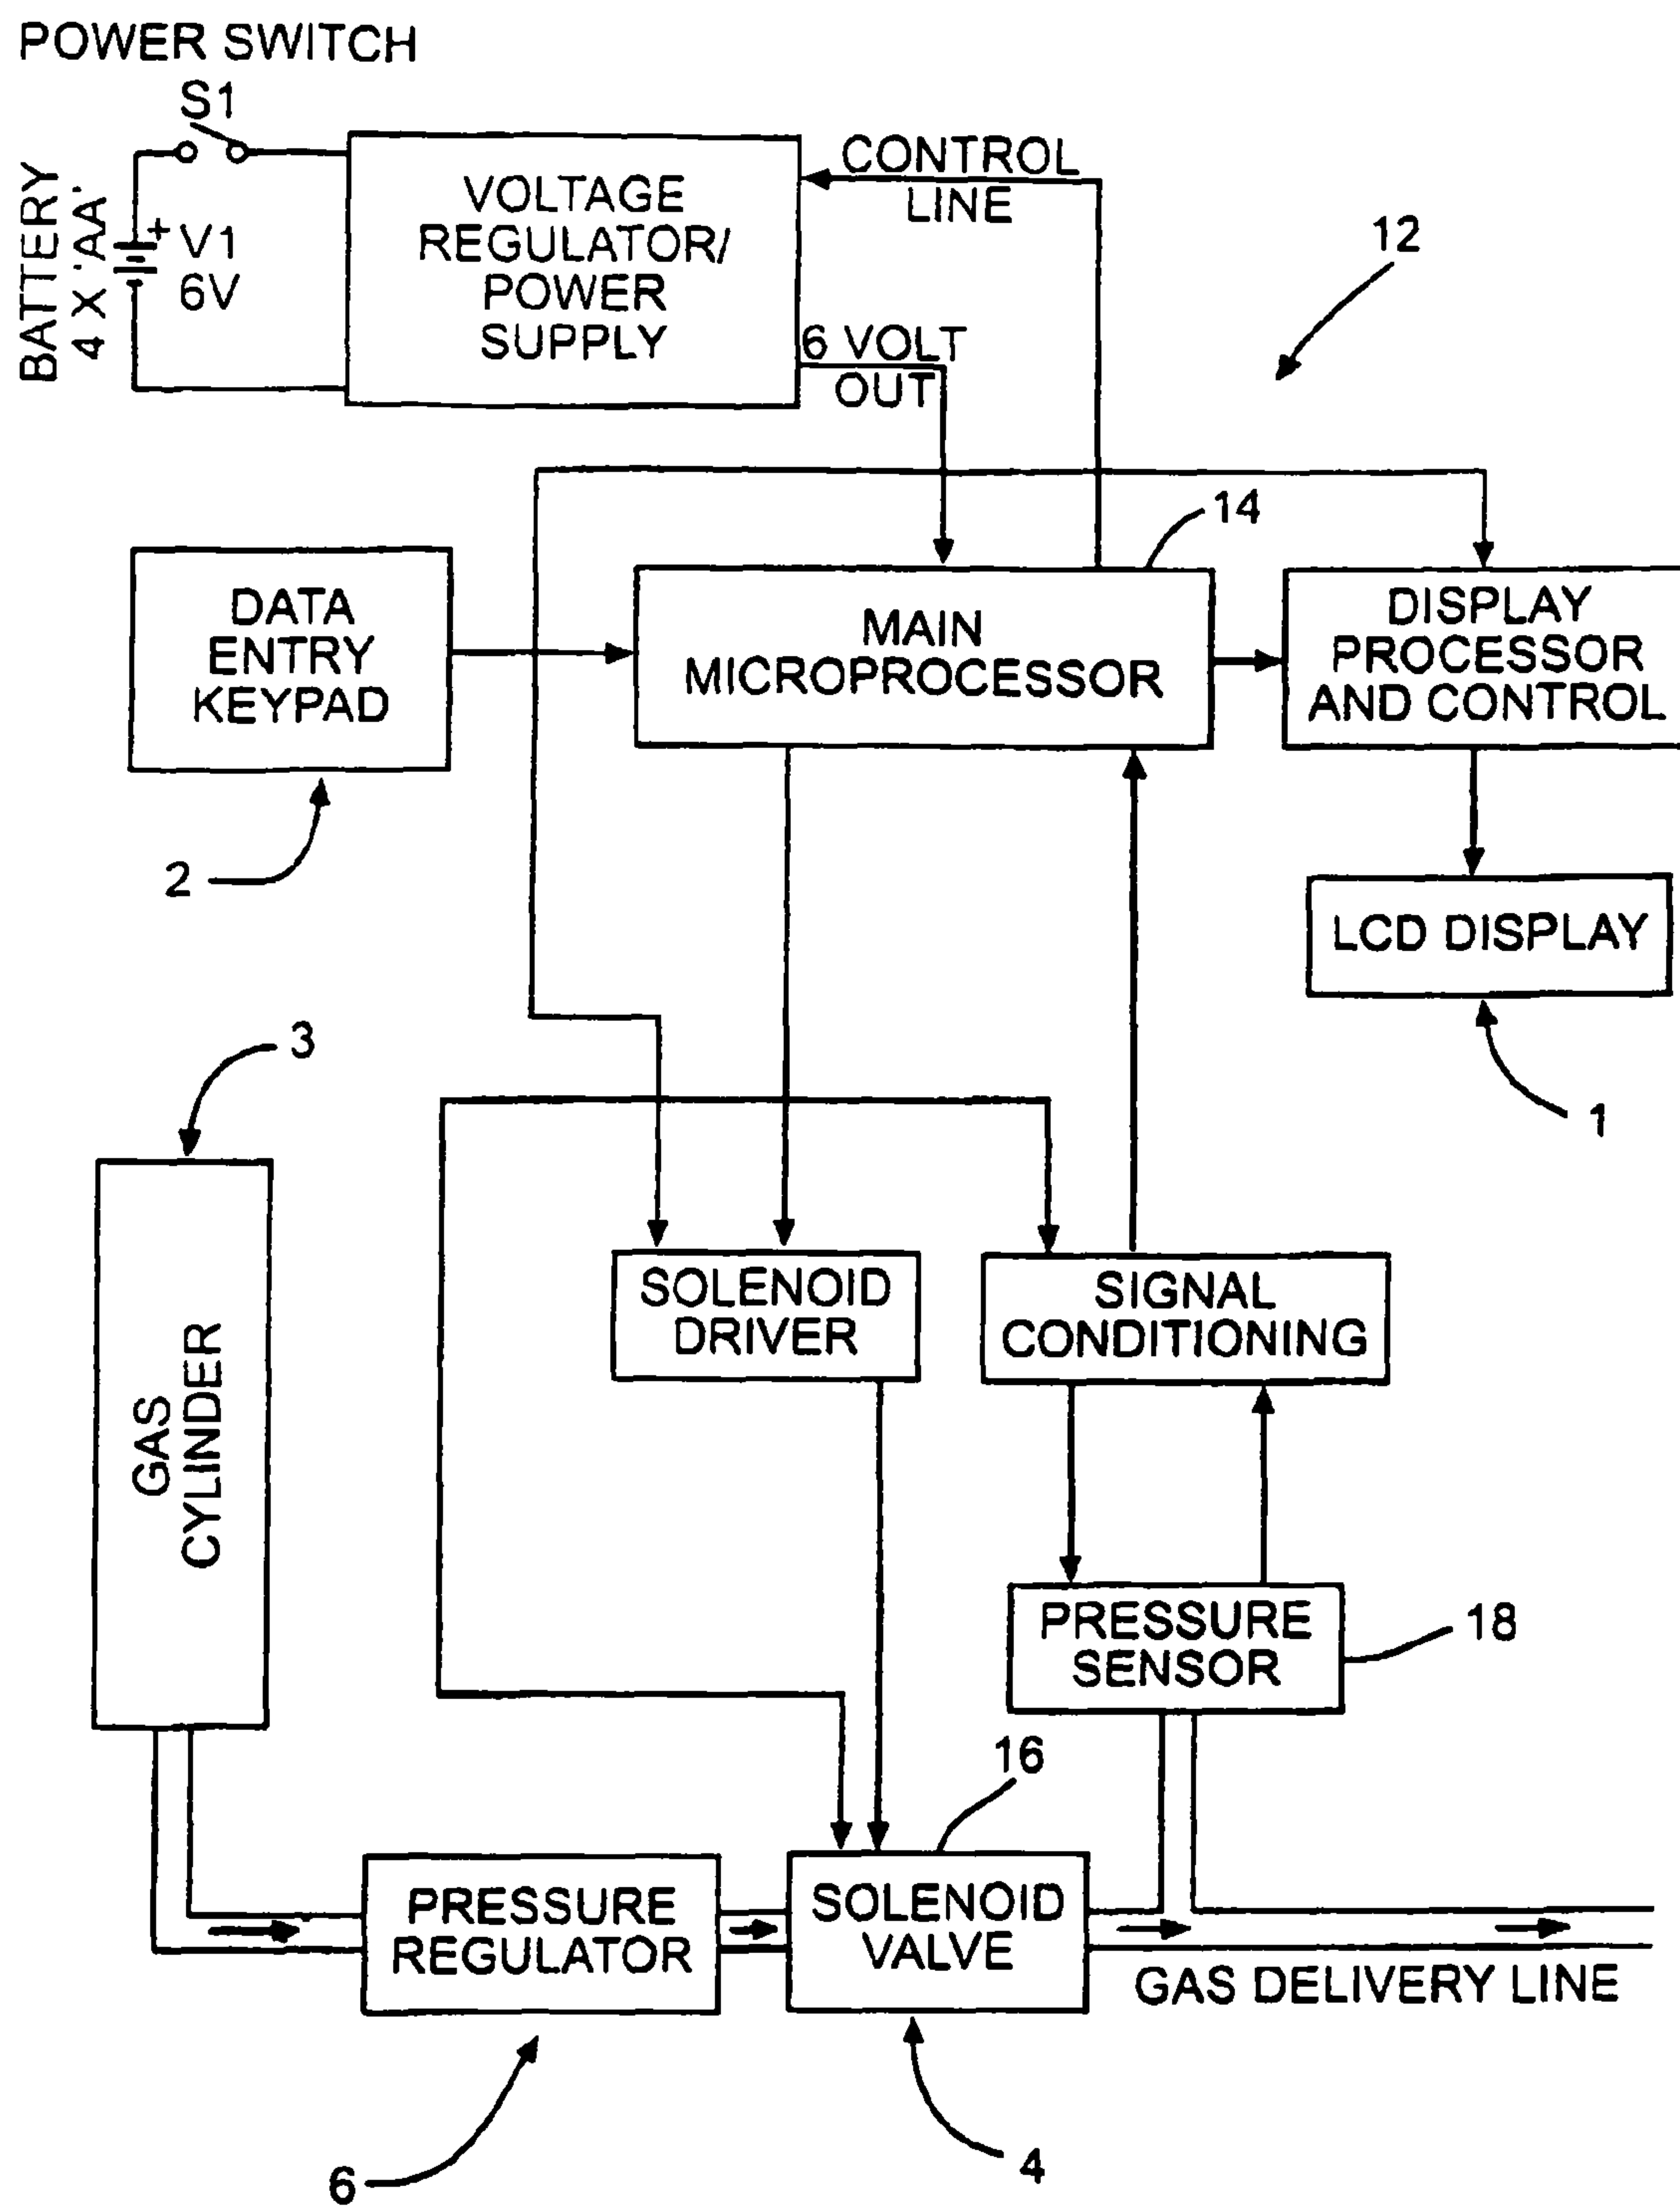 POWER SWITCH
S1
BATTERY
4 X 'AA'
+ V1
6V
VOLTAGE
REGULATOR/
POWER
SUPPLY
CONTROL
LINE
6 VOLT
OUT
12
14
DATA
ENTRY
KEYPAD
MAIN
MICROPROCESSOR
DISPLAY
PROCESSOR
AND CONTROL
2
LCD DISPLAY
1
3
GAS
CYLINDER
SOLENOID
DRIVER
SIGNAL
CONDITIONING
PRESSURE
SENSOR
18
16
PRESSURE
REGULATOR
SOLENOID
VALVE
GAS DELIVERY LINE
6
4